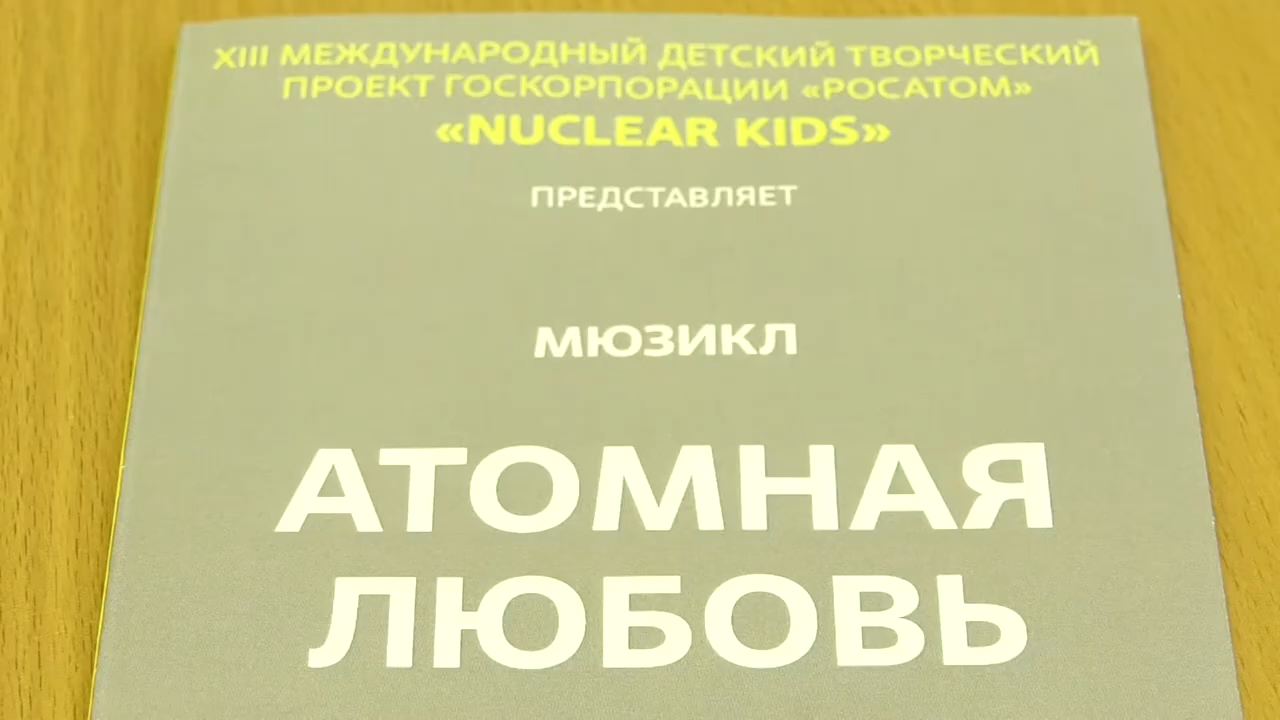 XIII МЕЖДУНАРОДНЫЙ ДЕТСКИЙ ТВОРЧЕСКИЙ
ПРОЕКТ ГОСКОРПОРАЦИИ «РОСАТОМ»
«NUCLEAR KIDS»
ПРЕДСТАВЛЯЕТ
МЮЗИКЛ
АТОМНАЯ
ЛЮБОВЬ